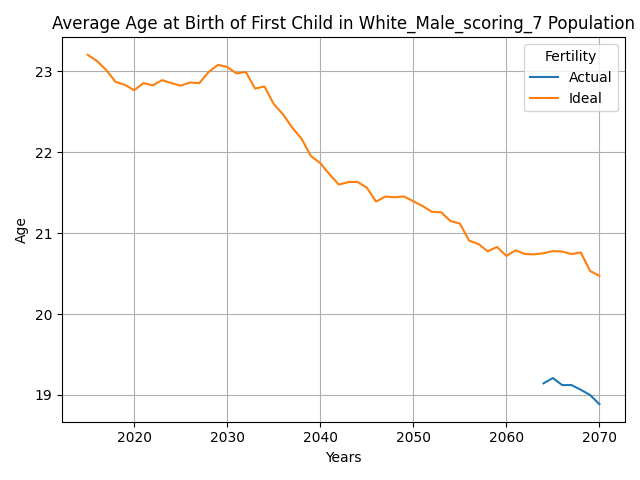 Average Age at Birth of First Child in White_Male_scoring_7 Population
Fertility
Actual
Ideal
Age
23
22
21
20
19
2020 2030 2040 2050 2060 2070
Years